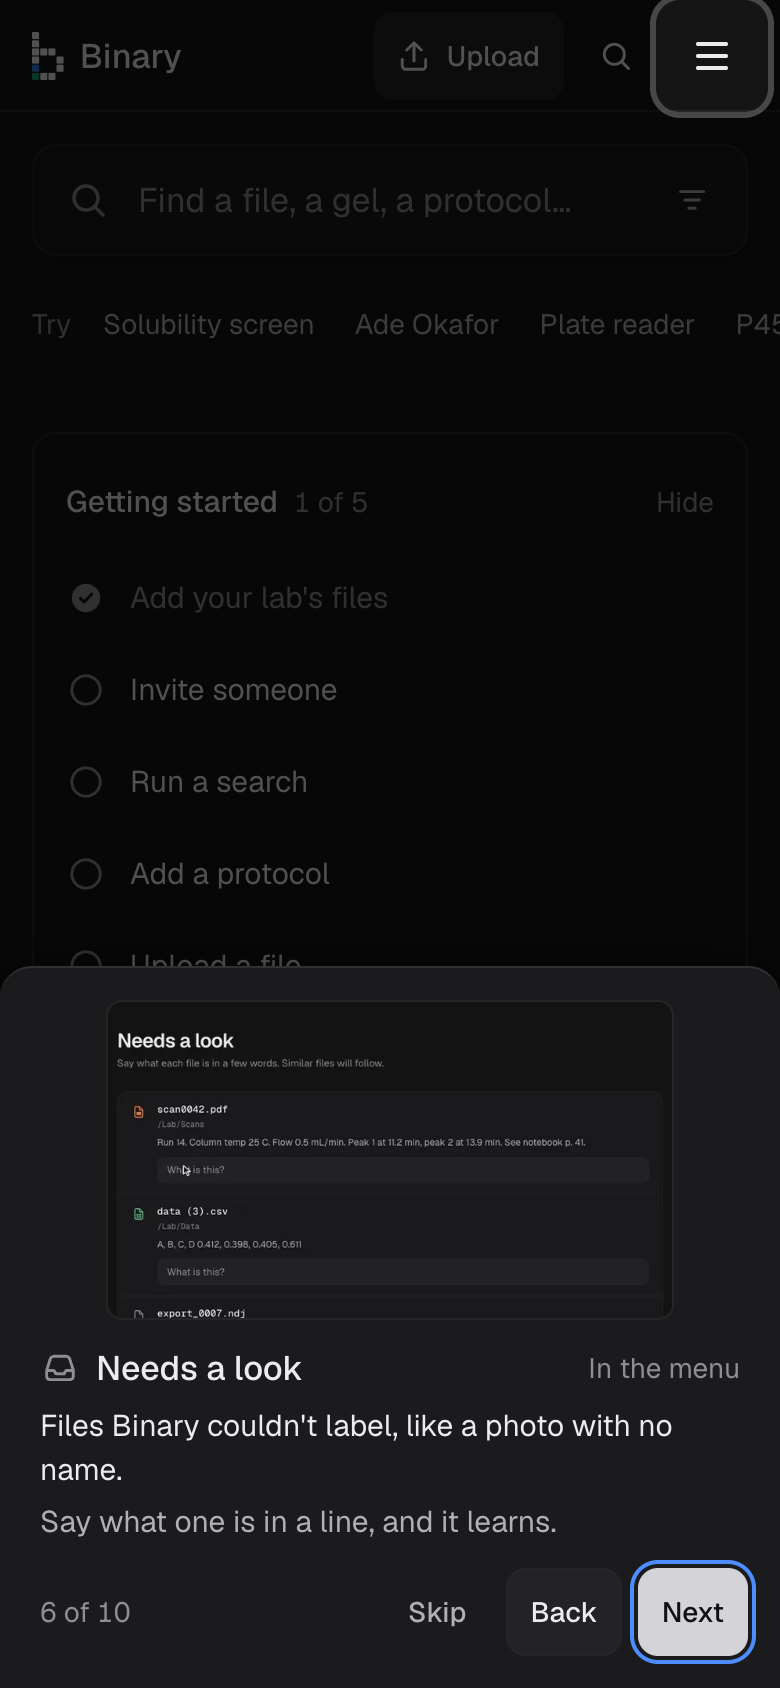 Binary
Upload
Find a file, a gel, a protocol...
Try Solubility screen Ade Okafor Plate reader P45
Getting started 1 of 5 Hide
Add your lab's files
Invite someone
Run a search
Add a protocol
Upload a file
Needs a look
Say what each file is in a few words. Similar files will follow.
scan0042.pdf
/Lab/Scans
Run 14. Column temp 25 C. Flow 0.5 mL/min. Peak 1 at 11.2 min, peak 2 at 13.9 min. See notebook p. 41.
What is this?
data (3).csv
/Lab/Data
A, B, C, D 0.412, 0.398, 0.405, 0.611
What is this?
export_0007.ndj
Needs a look In the menu
Files Binary couldn't label, like a photo with no
name.
Say what one is in a line, and it learns.
6 of 10 Skip Back Next